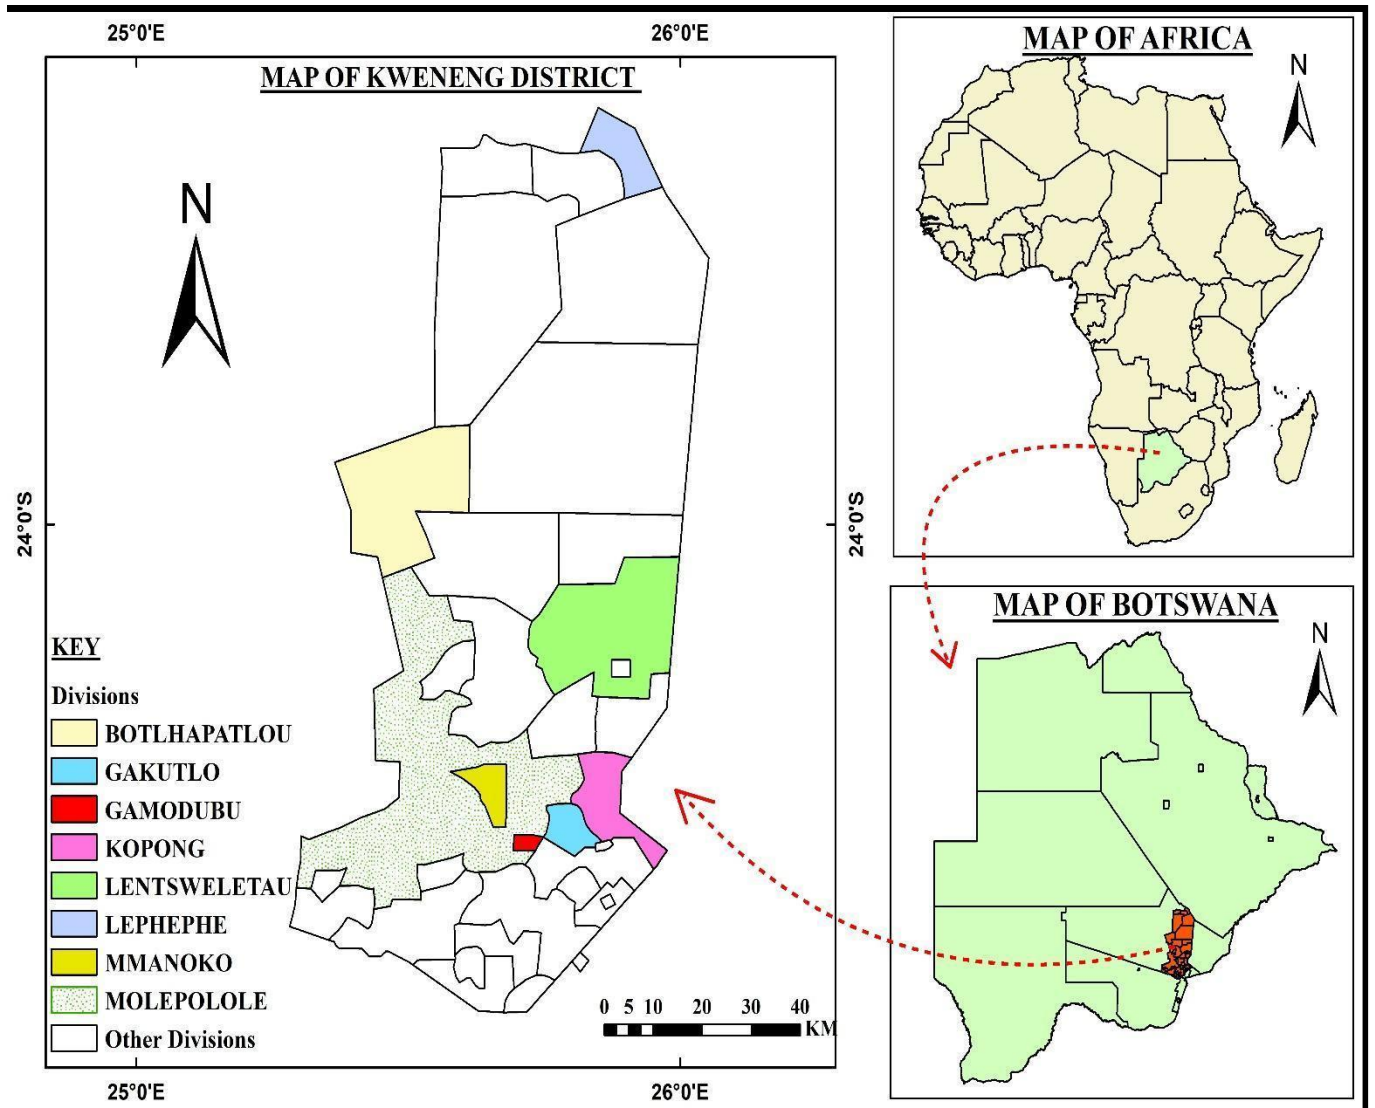 25°0'E
26°0'E
MAP OF KWENENG DISTRICT
N
24°0'S
24°0'S
KEY
Divisions
BOTLHAPATLOU
GAKUTLO
GAMODUBU
KOPONG
LENTSWELETAU
LEPHEPHE
MMANOKO
MOLEPOLOLE
Other Divisions
0 5 10 20 30 40
KM
25°0'E
26°0'E
MAP OF AFRICA
N
MAP OF BOTSWANA
N